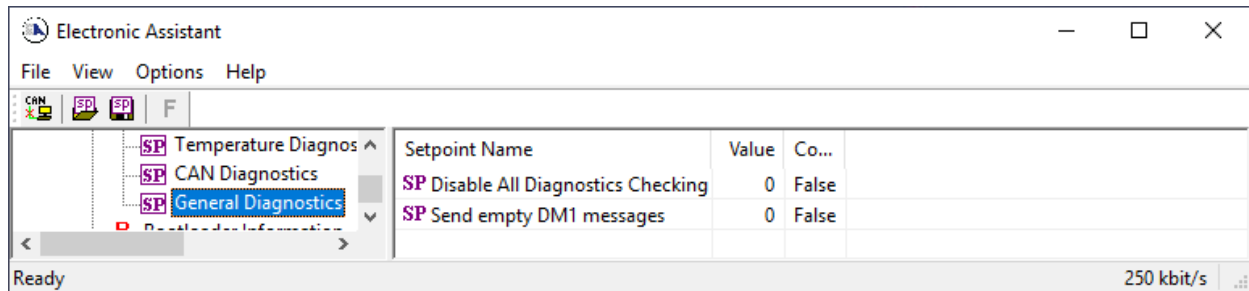 Electronic Assistant
File View Options Help
CAN SP SP F
SP Temperature Diagnos
SP CAN Diagnostics
SP General Diagnostics
Setpoint Name Value Co...
SP Disable All Diagnostics Checking 0 False
SP Send empty DM1 messages 0 False
Ready 250 kbit/s